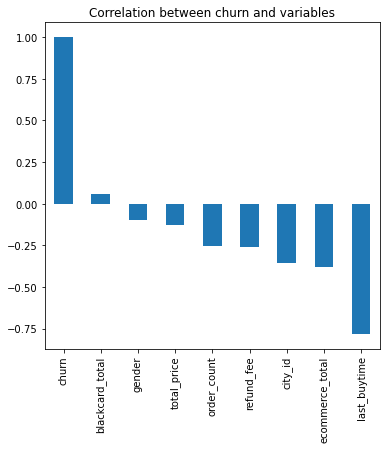 Correlation between churn and variables
1.00
0.75
0.50
0.25
0.00
−0.25
−0.50
−0.75
churn
blackcard_total
gender
total_price
order_count
refund_fee
city_id
ecommerce_total
last_buytime